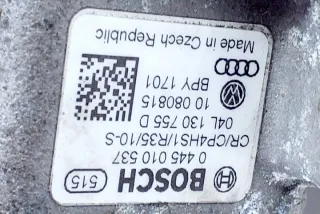 BOSCH 515
0 445 010 537
CR/CP4HS1/R35/10-S
04L 130 755 D
10 080815
BPY 1701
Made in Czech Republic